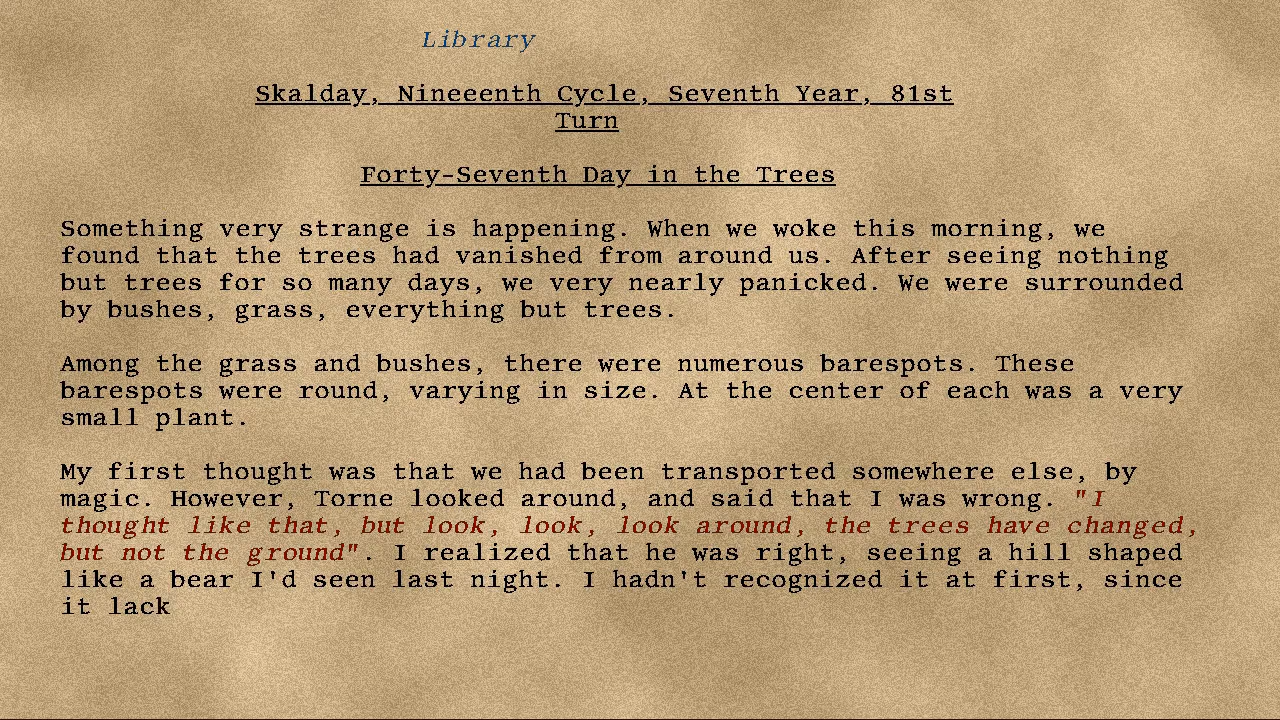 Library
Skalday, Nineeenth Cycle, Seventh Year, 81st
Turn
Forty-Seventh Day in the Trees
Something very strange is happening. When we woke this morning, we
found that the trees had vanished from around us. After seeing nothing
but trees for so many days, we very nearly panicked. We were surrounded
by bushes, grass, everything but trees.
Among the grass and bushes, there were numerous barespots. These
barespots were round, varying in size. At the center of each was a very
small plant.
My first thought was that we had been transported somewhere else, by
magic. However, Torne looked around, and said that I was wrong. "I
thought like that, but look, look, look around, the trees have changed,
but not the ground". I realized that he was right, seeing a hill shaped
like a bear I'd seen last night. I hadn't recognized it at first, since
it lack